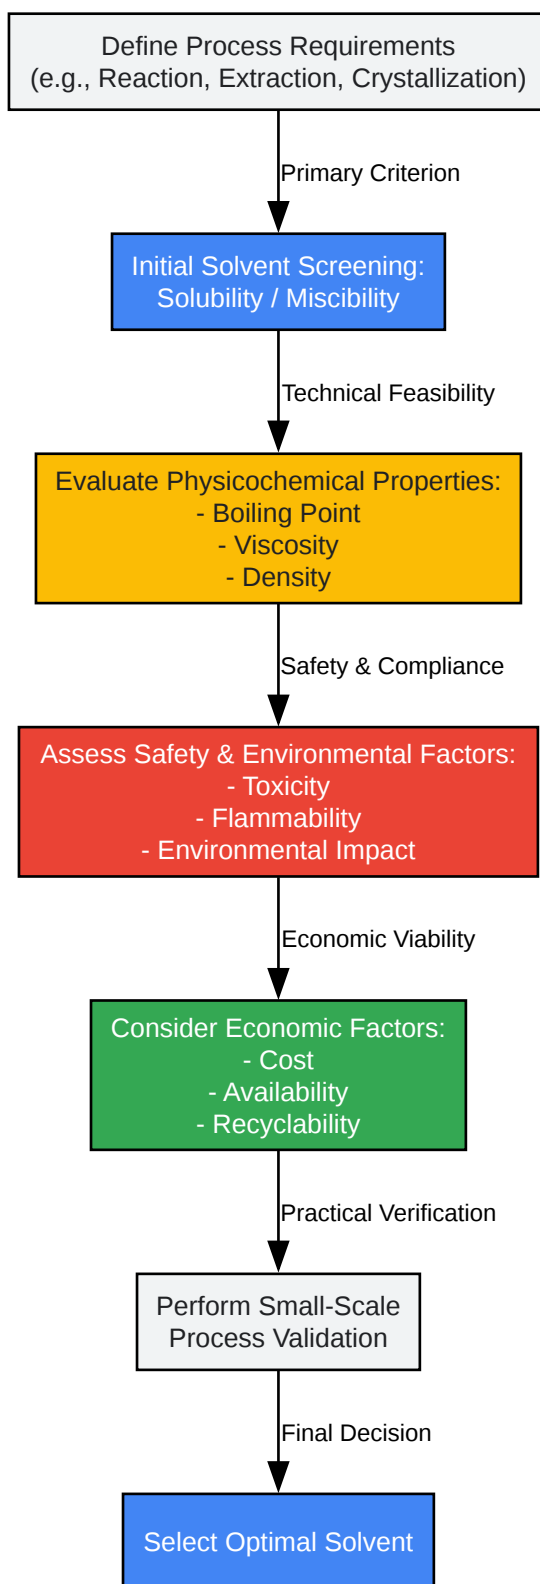 Define Process Requirements
(e.g., Reaction, Extraction, Crystallization)
Primary Criterion
Initial Solvent Screening:
Solubility / Miscibility
Technical Feasibility
Evaluate Physicochemical Properties:
- Boiling Point
- Viscosity
- Density
Safety & Compliance
Assess Safety & Environmental Factors:
- Toxicity
- Flammability
- Environmental Impact
Economic Viability
Consider Economic Factors:
- Cost
- Availability
- Recyclability
Practical Verification
Perform Small-Scale
Process Validation
Final Decision
Select Optimal Solvent